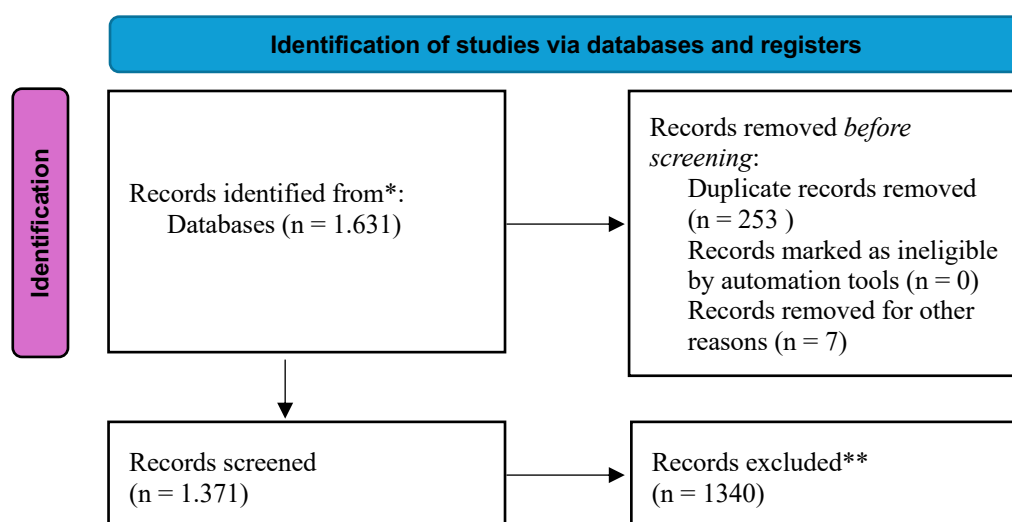 Identification of studies via databases and registers
Identification
Records identified from*:
Databases (n = 1.631)
Records removed before
screening:
Duplicate records removed
(n = 253 )
Records marked as ineligible
by automation tools (n = 0)
Records removed for other
reasons (n = 7)
Records screened
(n = 1.371)
Records excluded**
(n = 1340)